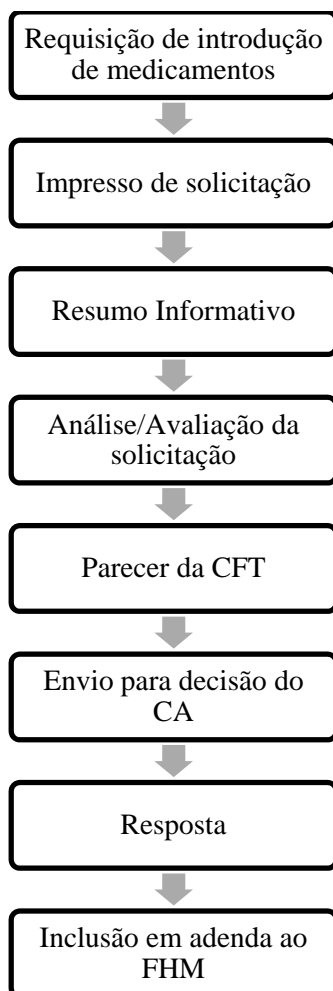 Requisição de introdução
de medicamentos
Impresso de solicitação
Resumo Informativo
Análise/Avaliação da
solicitação
Parecer da CFT
Envio para decisão do
CA
Resposta
Inclusão em adenda ao
FHM